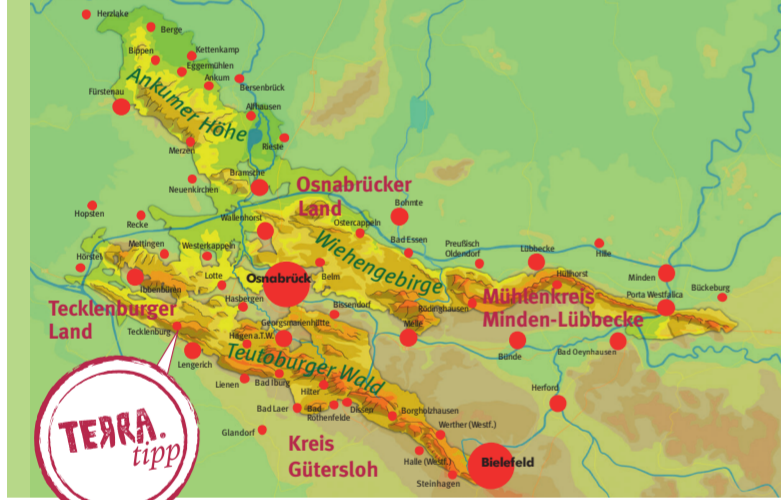 Herzlake
Berge
Bippen
Kettenkamp
Eggermühlen
Ankum
Bersenbrück
Fürstenau
Ankumer Höhe
Alfhausen
Rieste
Merzen
Bramsche
Neuenkirchen
Osnabrücker
Land
Hopsten
Recke
Wallenhorst
Bohmte
Ostercappeln
Mettingen
Westerkappeln
Wiehengebirge
Bad Essen
Preußisch
Oldendorf
Lübbecke
Hille
Hörstel
Ibbenbüren
Lotte
Osnabrück
Belm
Hüllhorst
Minden
Bückeburg
Tecklenburger
Land
Hasbergen
Bissendorf
Rödinghausen
Mühlenkreis
Minden-Lübbecke
Porta Westfalica
Tecklenburg
Georgsmarienhütte
Hagen a.T.W.
Melle
Teutoburger Wald
Lengerich
Bünde
Bad Oeynhausen
Lienen
Bad Iburg
Hilter
Herford
Bad Laer
Bad
Rothenfelde
Dissen
Borgholzhausen
Glandorf
Werther (Westf.)
Kreis
Gütersloh
Halle (Westf.)
Bielefeld
Steinhagen
TERRA.
tipp